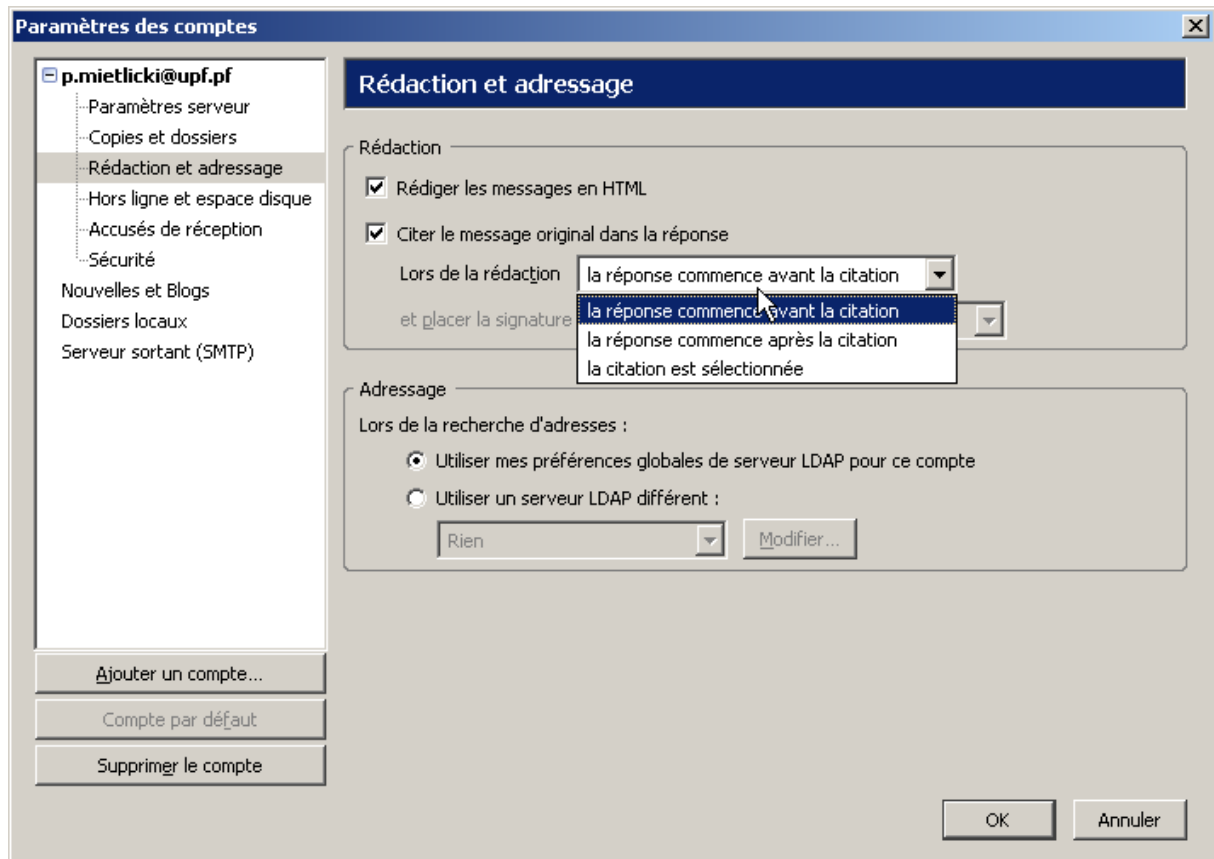 Paramètres des comptes
p.mietlicki@upf.pf
Paramètres serveur
Copies et dossiers
Rédaction et adressage
Hors ligne et espace disque
Accusés de réception
Sécurité
Nouvelles et Blogs
Dossiers locaux
Serveur sortant (SMTP)
Ajouter un compte...
Compte par défaut
Supprimer le compte
Rédaction et adressage
Rédaction
Rédiger les messages en HTML
Citer le message original dans la réponse
Lors de la rédaction la réponse commence avant la citation
la réponse commence avant la citation
et placer la signature
la réponse commence après la citation
la citation est sélectionnée
Adressage
Lors de la recherche d'adresses :
Utiliser mes préférences globales de serveur LDAP pour ce compte
Utiliser un serveur LDAP différent :
Rien Modifier...
OK Annuler